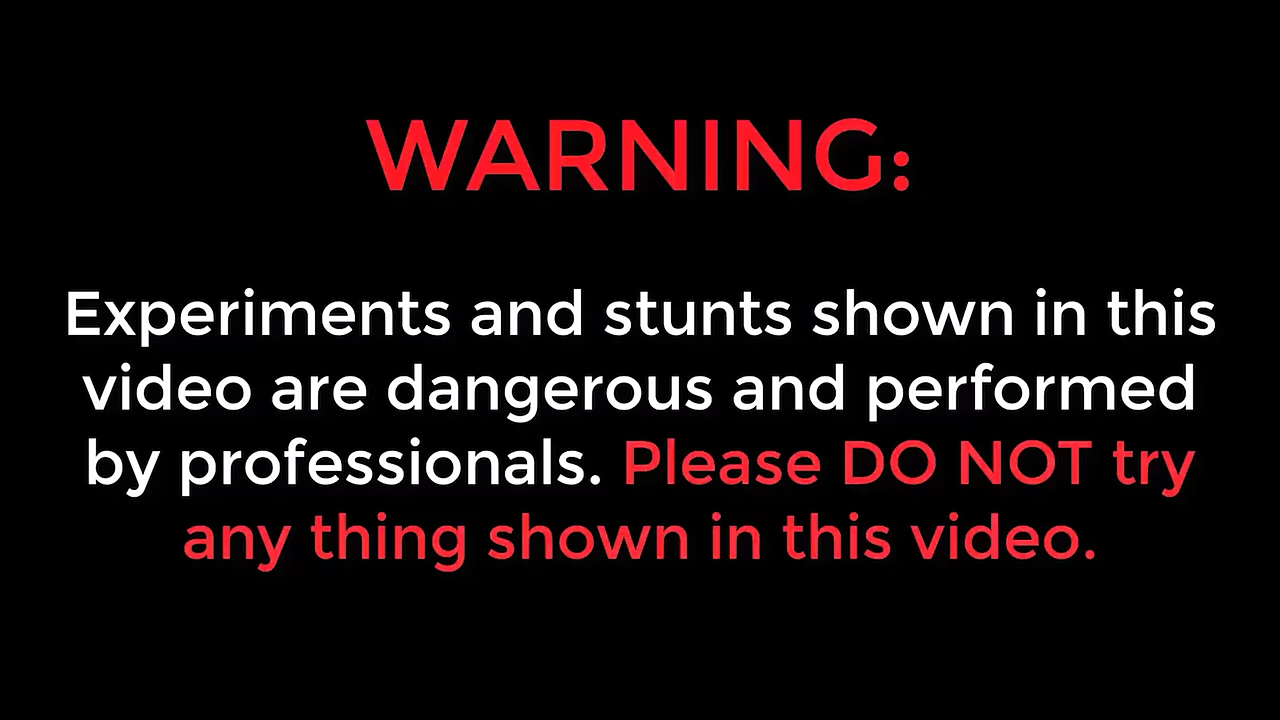 WARNING:
Experiments and stunts shown in this
video are dangerous and performed
by professionals. Please DO NOT try
any thing shown in this video.